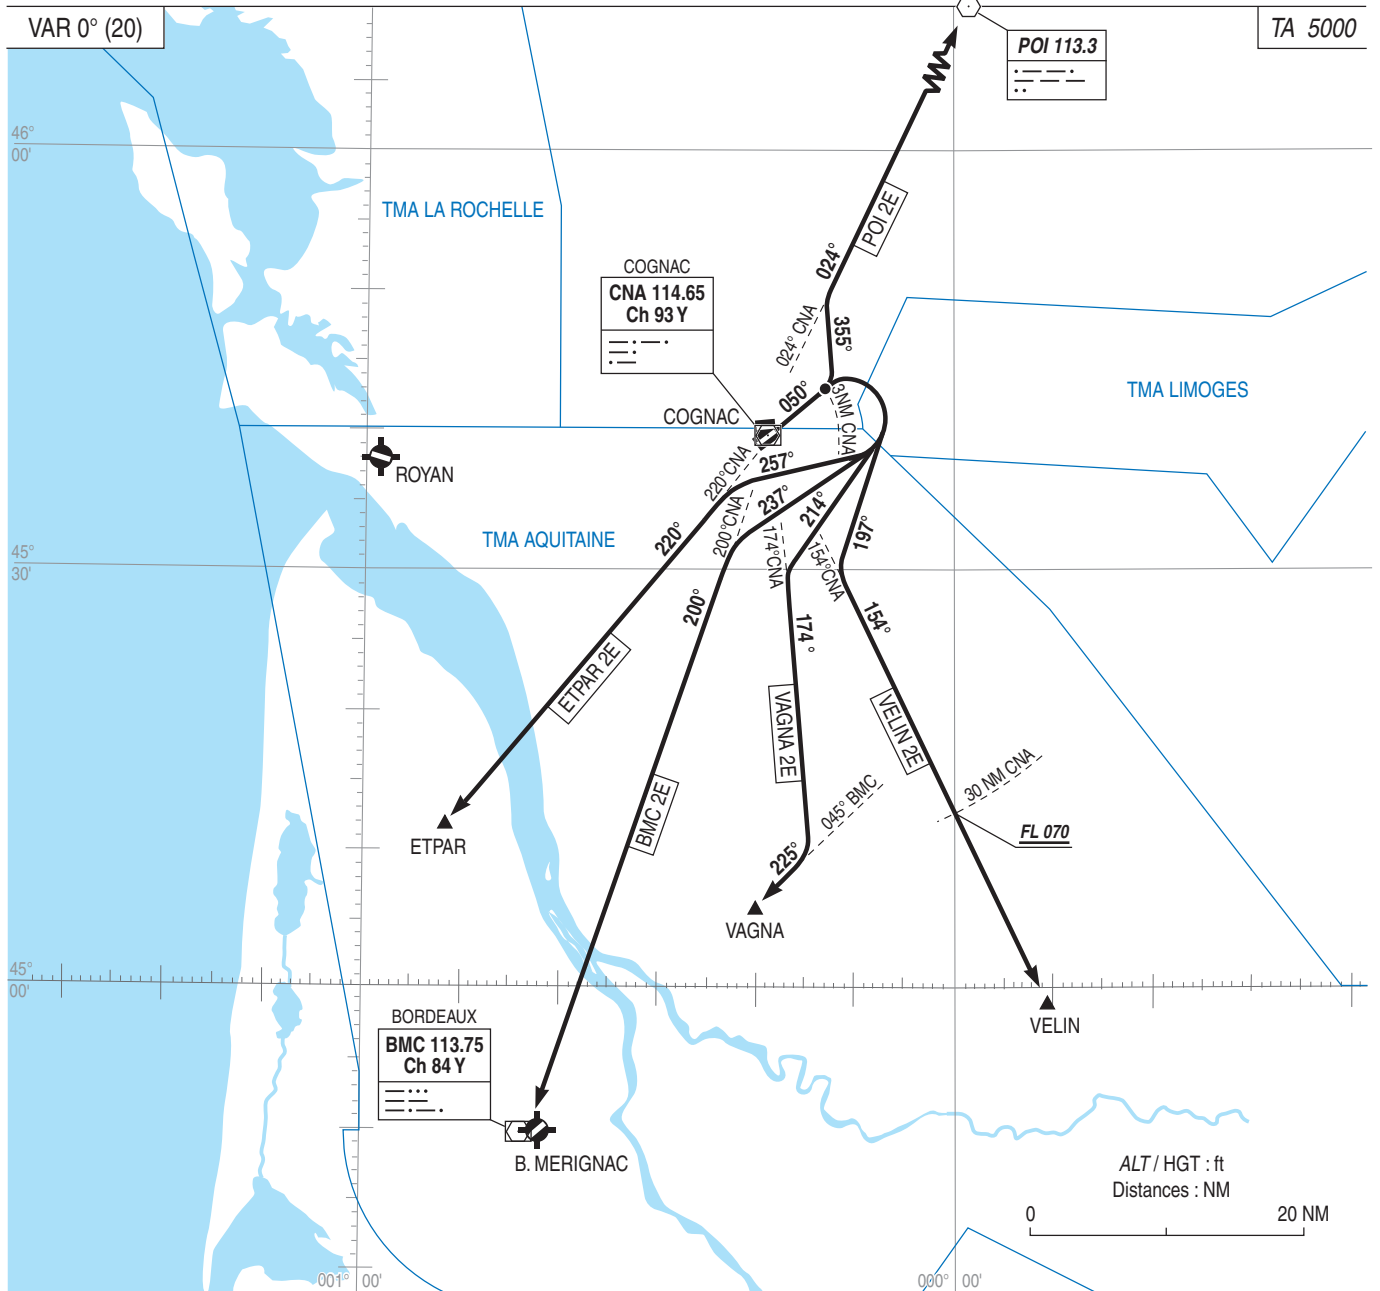 VAR 0° (20)
TA 5000
POI 113.3
46°
00'
TMA LA ROCHELLE
POI 2E
024°
COGNAC
CNA 114.65
Ch 93 Y
024° CNA
355°
TMA LIMOGES
050°
3NM CNA
COGNAC
ROYAN
220°CNA
257°
237°
214°
197°
200°CNA
174°CNA
154°CNA
TMA AQUITAINE
220°
45°
30'
200°
174°
154°
ETPAR 2E
VAGNA 2E
VELIN 2E
BMC 2E
30 NM CNA
045° BMC
FL 070
ETPAR
225°
VAGNA
45°
00'
VELIN
BORDEAUX
BMC 113.75
Ch 84 Y
B. MERIGNAC
ALT / HGT : ft
Distances : NM
0
20 NM
001° 00'
000° 00'